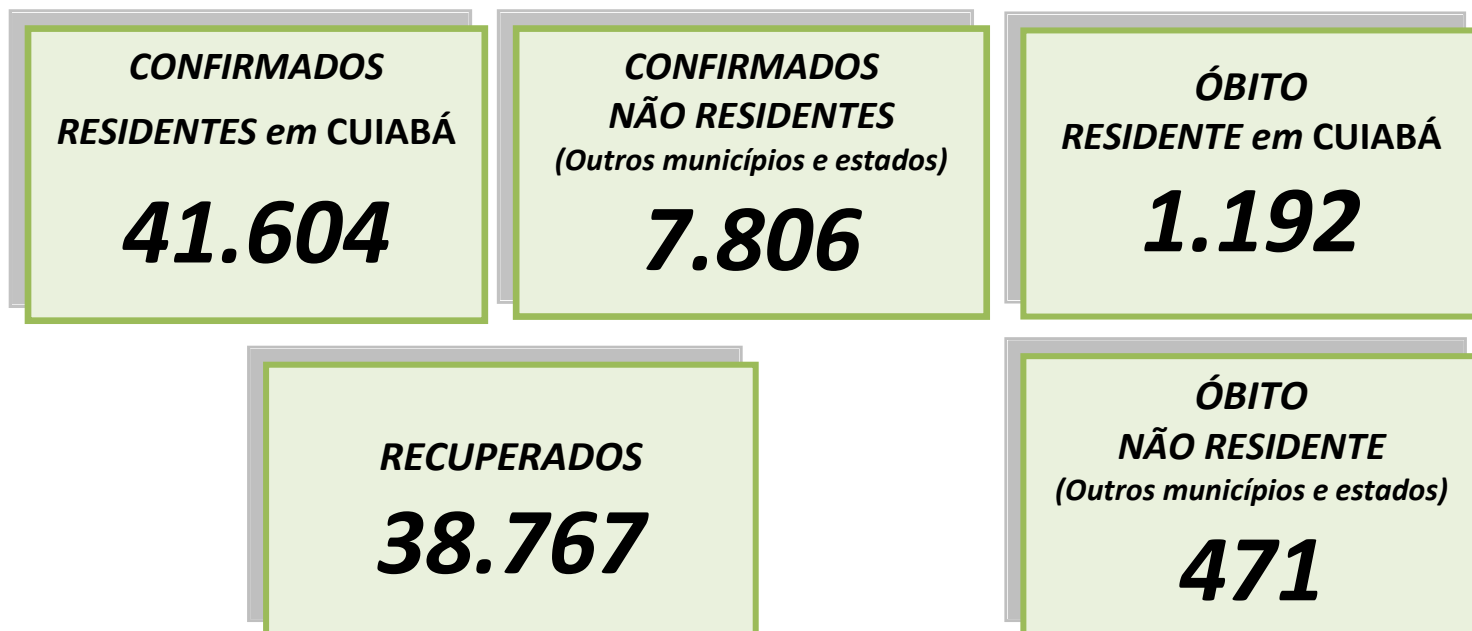 CONFIRMADOS
RESIDENTES em CUIABÁ
41.604
CONFIRMADOS
NÃO RESIDENTES
(Outros municípios e estados)
7.806
ÓBITO
RESIDENTE em CUIABÁ
1.192
RECUPERADOS
38.767
ÓBITO
NÃO RESIDENTE
(Outros municípios e estados)
471